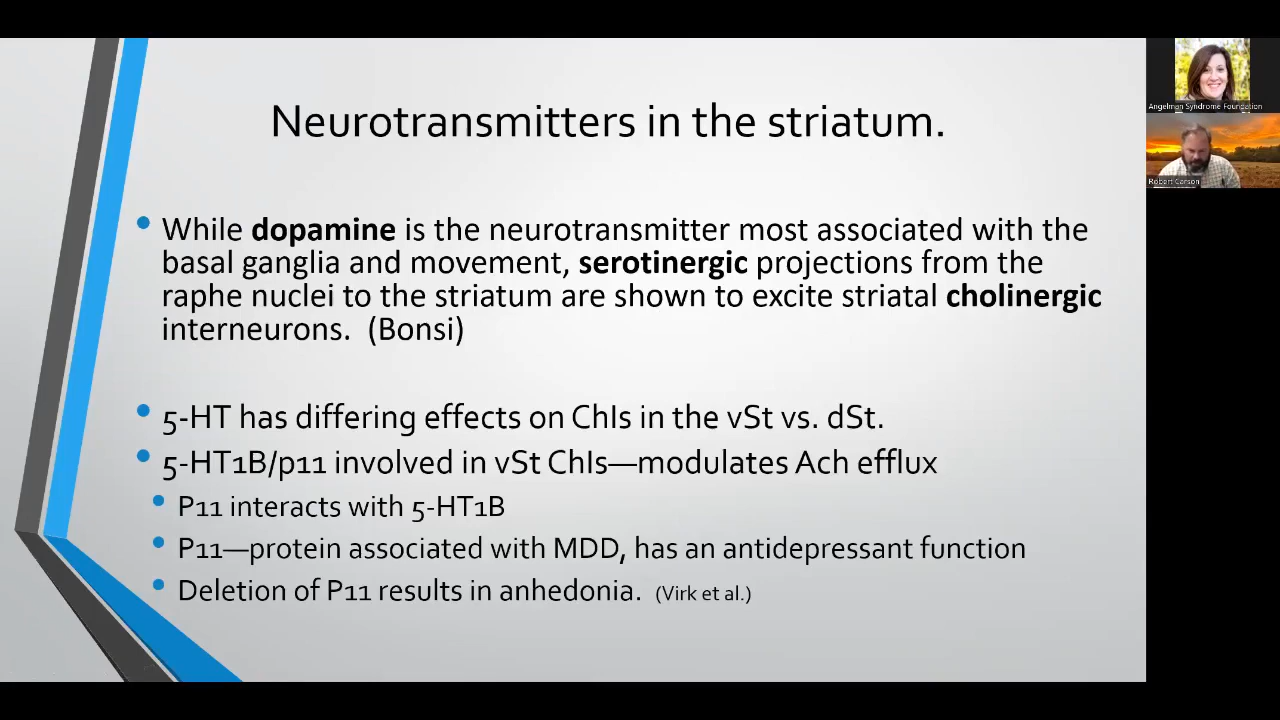 Neurotransmitters in the striatum.
While dopamine is the neurotransmitter most associated with the
basal ganglia and movement, serotinergic projections from the
raphe nuclei to the striatum are shown to excite striatal cholinergic
interneurons. (Bonsi)
5-HT has differing effects on ChIs in the vSt vs. dSt.
5-HT1B/p11 involved in vSt ChIs—modulates Ach efflux
P11 interacts with 5-HT1B
P11—protein associated with MDD, has an antidepressant function
Deletion of P11 results in anhedonia. (Virk et al.)
Angelman Syndrome Foundation
Robert Carson